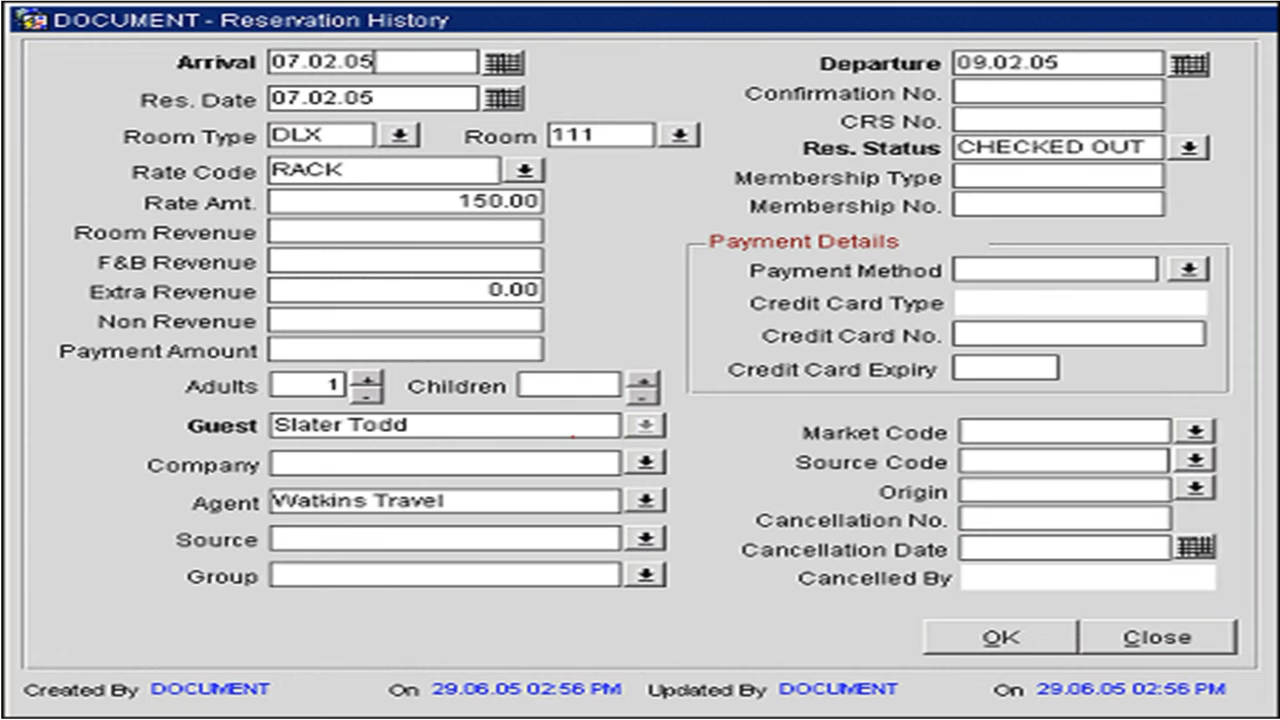 DOCUMENT - Reservation History
Arrival 07.02.05 Departure 09.02.05
Res. Date 07.02.05 Confirmation No.
CRS No.
Room Type DLX Room 111 Res. Status CHECKED OUT
Rate Code RACK Membership Type
Rate Amt. 150.00 Membership No.
Room Revenue Payment Details
F&B Revenue Payment Method
Extra Revenue 0.00 Credit Card Type
Non Revenue Credit Card No.
Payment Amount Credit Card Expiry
Adults 1 Children
Guest Slater Todd Market Code
Company Source Code
Agent Watkins Travel Origin
Source Cancellation No.
Cancellation Date
Group Cancelled By
OK Close
Created By DOCUMENT On 29.06.05 02:56 PM Updated By DOCUMENT On 29.06.05 02:56 PM